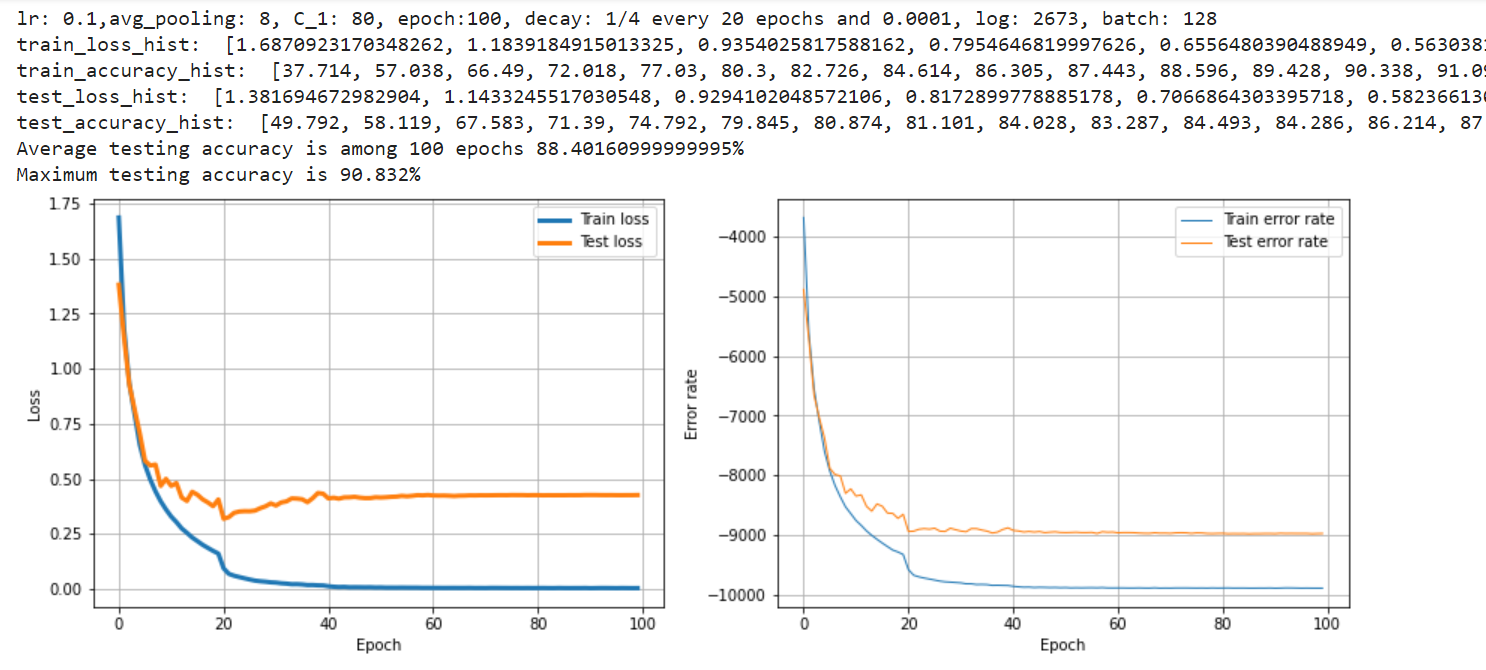 lr: 0.1,avg_pooling: 8, C_1: 80, epoch:100, decay: 1/4 every 20 epochs and 0.0001, log: 2673, batch: 128
train_loss_hist:  [1.6870923170348262, 1.1839184915013325, 0.9354025817588162, 0.7954646819997626, 0.6556480390488949, 0.563038
train_accuracy_hist:  [37.714, 57.038, 66.49, 72.018, 77.03, 80.3, 82.726, 84.614, 86.305, 87.443, 88.596, 89.428, 90.338, 91.09
test_loss_hist:  [1.381694672982904, 1.1433245517030548, 0.9294102048572106, 0.8172899778885178, 0.7066864303395718, 0.582366136
test_accuracy_hist:  [49.792, 58.119, 67.583, 71.39, 74.792, 79.845, 80.874, 81.101, 84.028, 83.287, 84.493, 84.286, 86.214, 87
Average testing accuracy is among 100 epochs 88.40160999999995%
Maximum testing accuracy is 90.832%
Train loss
Test loss
1.75
1.50
1.25
1.00
0.75
0.50
0.25
0.00
Loss
0 20 40 60 80 100
Epoch
Train error rate
Test error rate
−4000
−5000
−6000
−7000
−8000
−9000
−10000
Error rate
0 20 40 60 80 100
Epoch